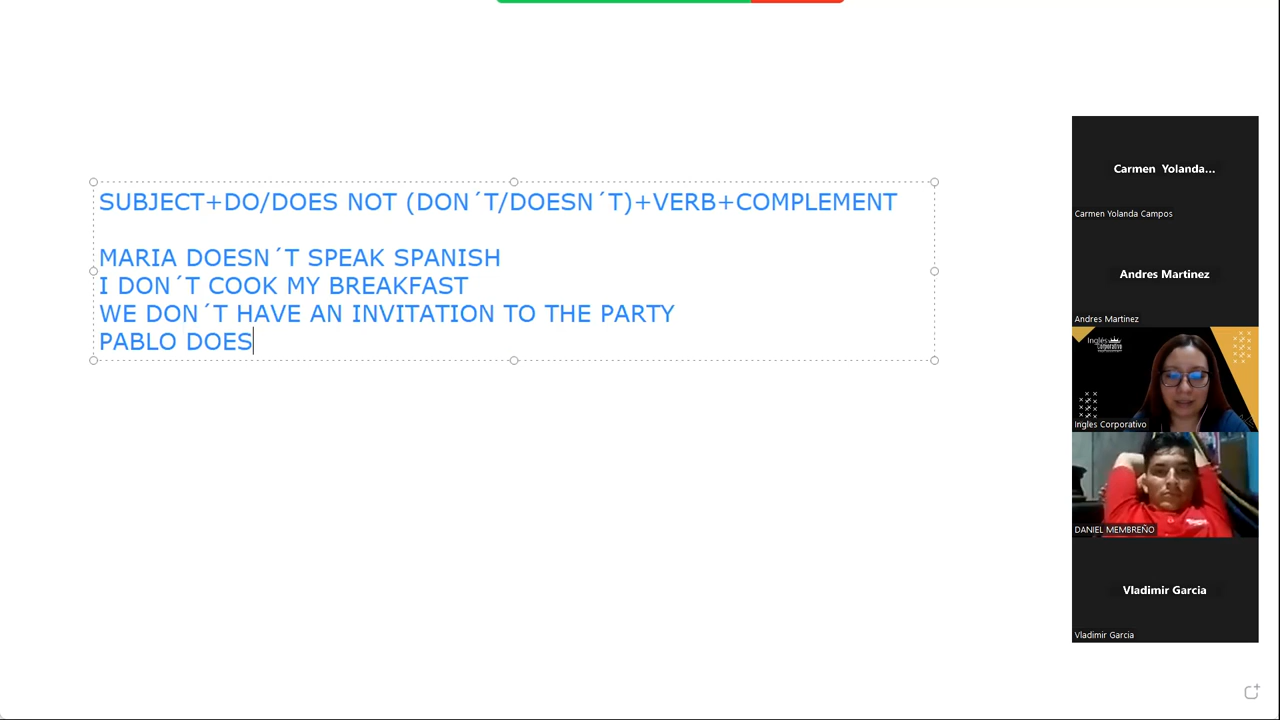 SUBJECT+DO/DOES NOT (DON´T/DOESN´T)+VERB+COMPLEMENT
MARIA DOESN´T SPEAK SPANISH
I DON´T COOK MY BREAKFAST
WE DON´T HAVE AN INVITATION TO THE PARTY
PABLO DOES
Carmen Yolanda...
Carmen Yolanda Campos
Andres Martinez
Andres Martinez
Inglés
Corporativo
Ingles Corporativo
DANIEL MEMBREÑO
Vladimir Garcia
Vladimir Garcia